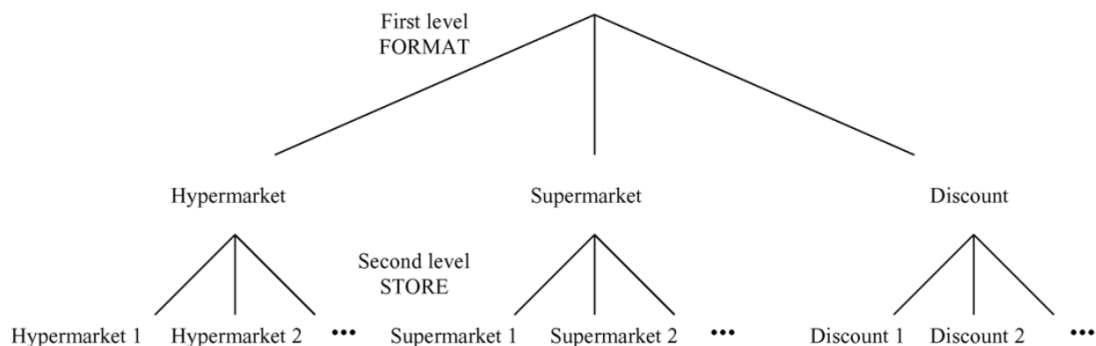 First level
FORMAT
Hypermarket Supermarket Discount
Second level
STORE
Hypermarket 1 Hypermarket 2 ••• Supermarket 1 Supermarket 2 ••• Discount 1 Discount 2 •••